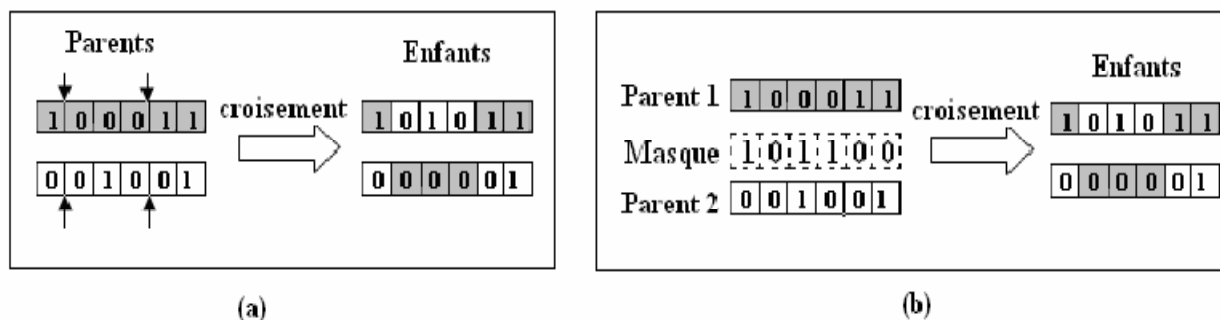 Parents
Enfants
croisement
1 0 0 0 1 1
1 0 1 0 1 1
0 0 1 0 0 1
0 0 0 0 0 1
(a)
Enfants
Parent 1
1 0 0 0 1 1
croisement
1 0 1 0 1 1
Masque
1 0 1 1 0 0
Parent 2
0 0 1 0 0 1
0 0 0 0 0 1
(b)